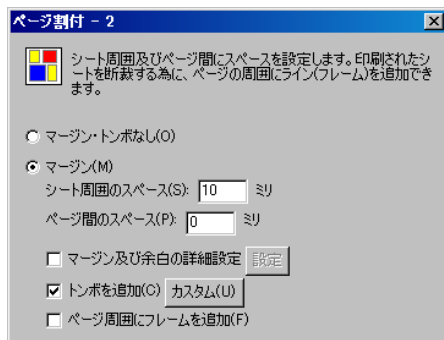 ページ割付 - 2
シート周囲及びページ間にスペースを設定します。印刷されたシ
ートを断裁する為に、ページの周囲にライン(フレーム)を追加でき
ます。
マージン・トンボなし(O)
マージン(M)
シート周囲のスペース(S): 10 ミリ
ページ間のスペース(P): 0 ミリ
マージン及び余白の詳細設定 設定
トンボを追加(C) カスタム(U)
ページ周囲にフレームを追加(F)